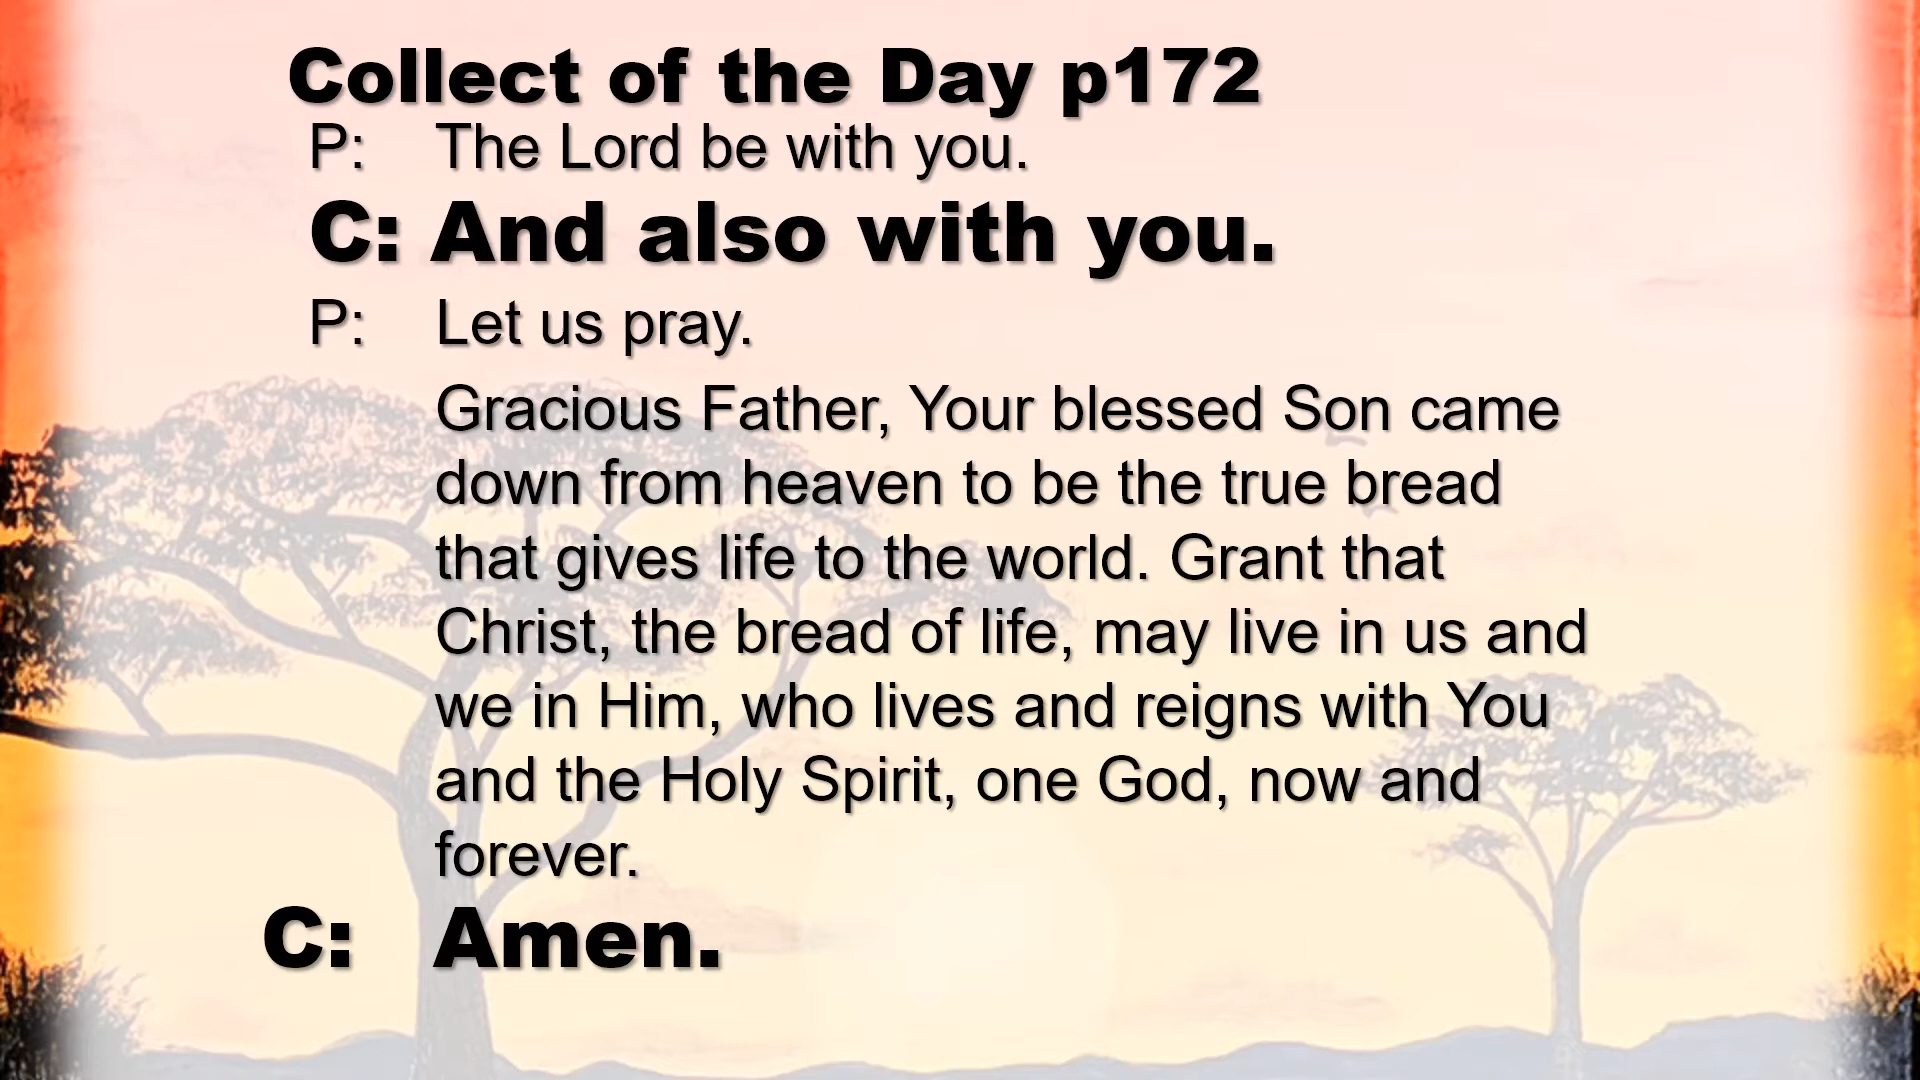 Collect of the Day p172
P: The Lord be with you.
C: And also with you.
P: Let us pray.
Gracious Father, Your blessed Son came
down from heaven to be the true bread
that gives life to the world. Grant that
Christ, the bread of life, may live in us and
we in Him, who lives and reigns with You
and the Holy Spirit, one God, now and
forever.
C: Amen.